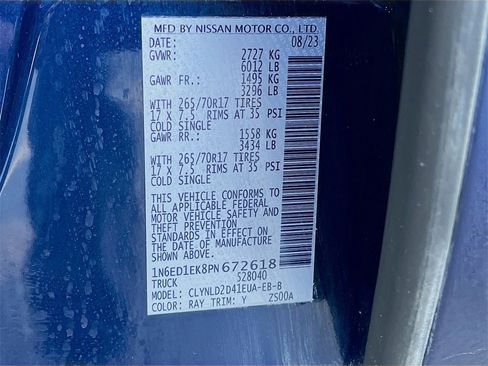 MFD BY NISSAN MOTOR CO., LTD.
DATE: 08/23
GVWR: 2727 KG
6012 LB
GAWR FR.: 1495 KG
3296 LB
WITH 265/70R17 TIRES
17 X 7.5 RIMS AT 35 PSI
COLD SINGLE
GAWR RR.: 1558 KG
3434 LB
WITH 265/70R17 TIRES
17 X 7.5 RIMS AT 35 PSI
COLD SINGLE
THIS VEHICLE CONFORMS TO
ALL APPLICABLE FEDERAL
MOTOR VEHICLE SAFETY AND
THEFT PREVENTION
STANDARDS IN EFFECT ON
THE DATE OF MANUFACTURE
SHOWN ABOVE.
1N6ED1EK8PN672618
TRUCK 528040
MODEL: CLYNLD2D41EUA-EB-B
COLOR: RAY TRIM: Y ZS00A